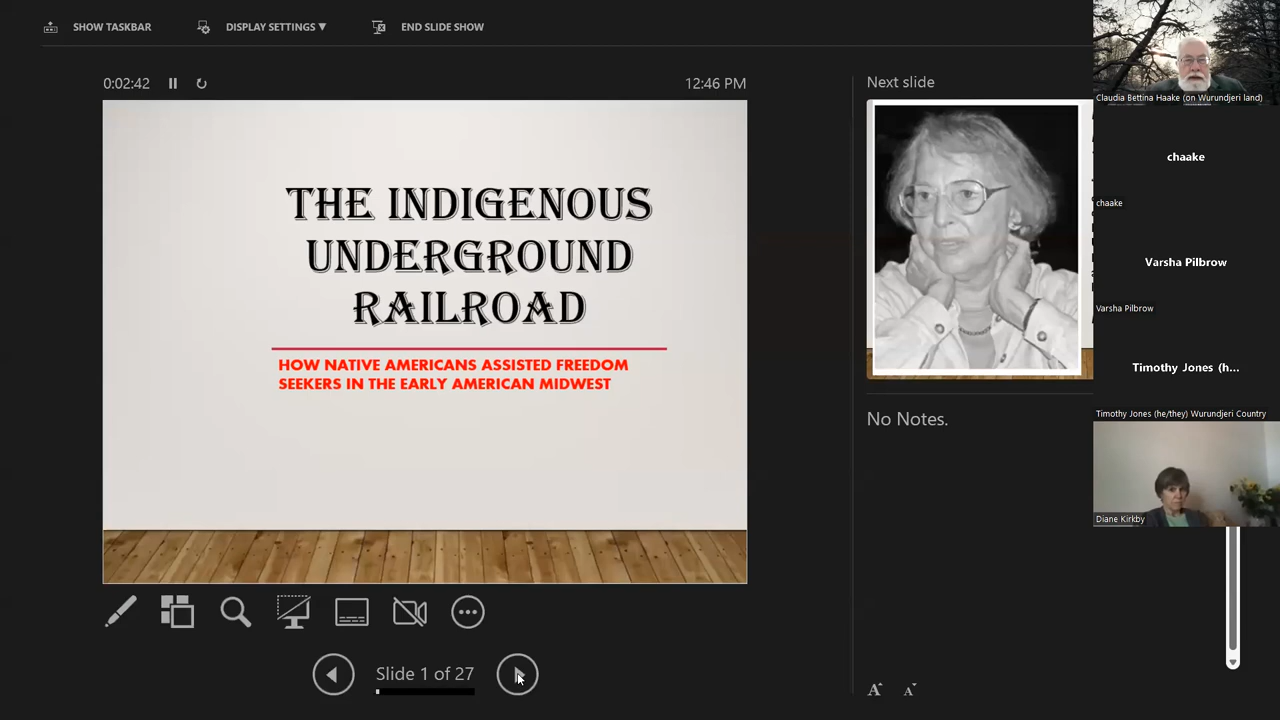 SHOW TASKBAR
DISPLAY SETTINGS ▼
END SLIDE SHOW
0:02:42
12:46 PM
THE INDIGENOUS
UNDERGROUND
RAILROAD
HOW NATIVE AMERICANS ASSISTED FREEDOM
SEEKERS IN THE EARLY AMERICAN MIDWEST
Slide 1 of 27
Next slide
No Notes.
A A
Claudia Bettina Haake (on Wurundjeri land)
chaake
chaake
Varsha Pilbrow
Varsha Pilbrow
Timothy Jones (h...
Timothy Jones (he/they) Wurundjeri Country
Diane Kirkby